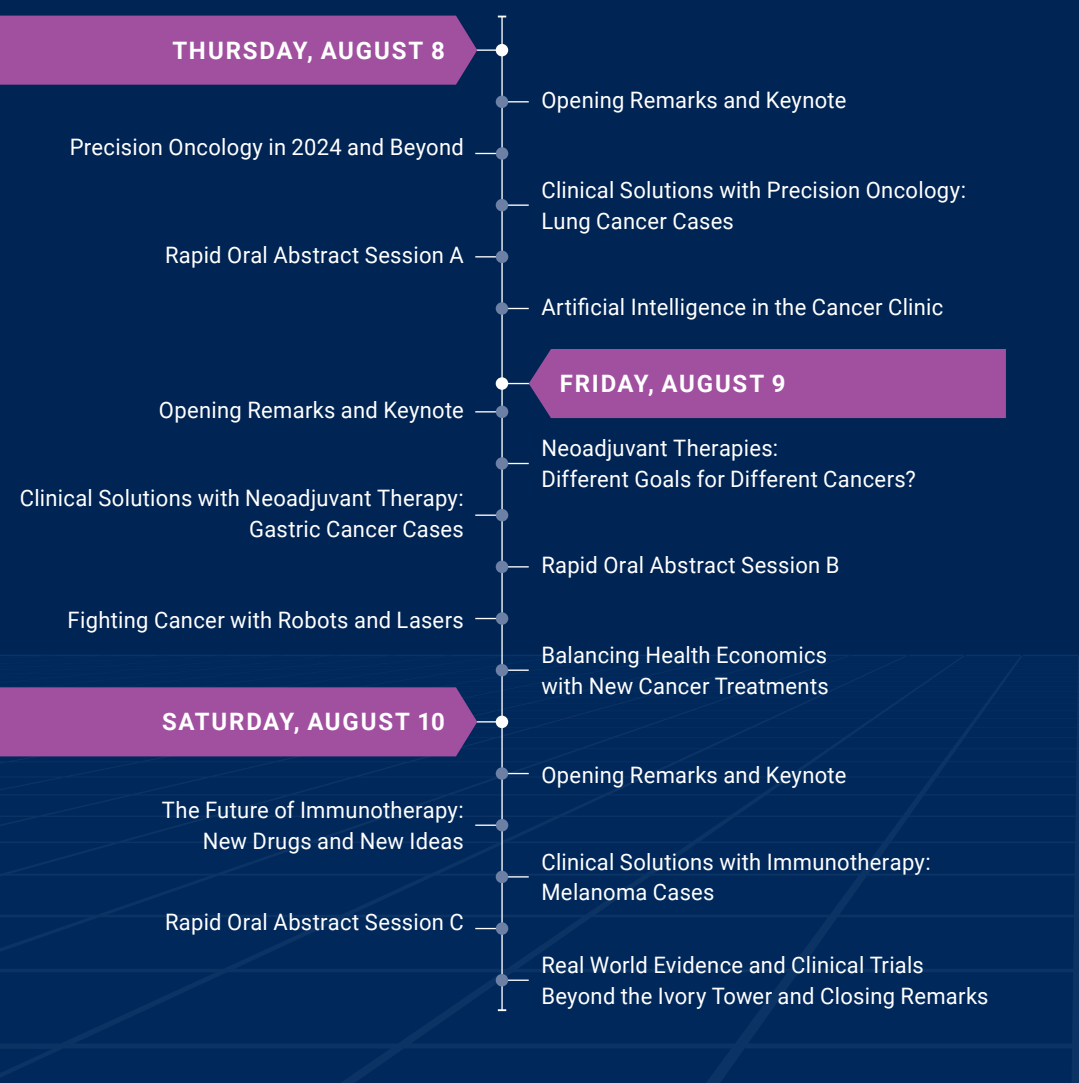 THURSDAY, AUGUST 8
Opening Remarks and Keynote
Precision Oncology in 2024 and Beyond
Clinical Solutions with Precision Oncology:
Lung Cancer Cases
Rapid Oral Abstract Session A
Artificial Intelligence in the Cancer Clinic
FRIDAY, AUGUST 9
Opening Remarks and Keynote
Neoadjuvant Therapies:
Different Goals for Different Cancers?
Clinical Solutions with Neoadjuvant Therapy:
Gastric Cancer Cases
Rapid Oral Abstract Session B
Fighting Cancer with Robots and Lasers
Balancing Health Economics
with New Cancer Treatments
SATURDAY, AUGUST 10
Opening Remarks and Keynote
The Future of Immunotherapy:
New Drugs and New Ideas
Clinical Solutions with Immunotherapy:
Melanoma Cases
Rapid Oral Abstract Session C
Real World Evidence and Clinical Trials
Beyond the Ivory Tower and Closing Remarks